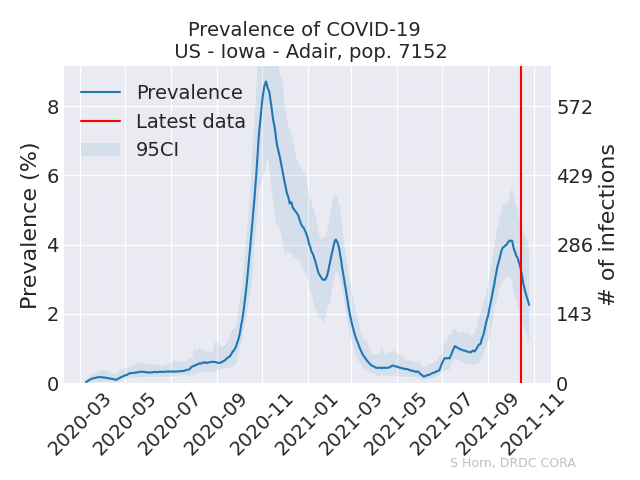 Prevalence of COVID-19
US - Iowa - Adair, pop. 7152
Prevalence
Latest data
95CI
Prevalence (%)
8
6
4
2
0
572
429
286
143
0
# of infections
2020-03
2020-05
2020-07
2020-09
2020-11
2021-01
2021-03
2021-05
2021-07
2021-09
2021-11
S Horn, DRDC CORA